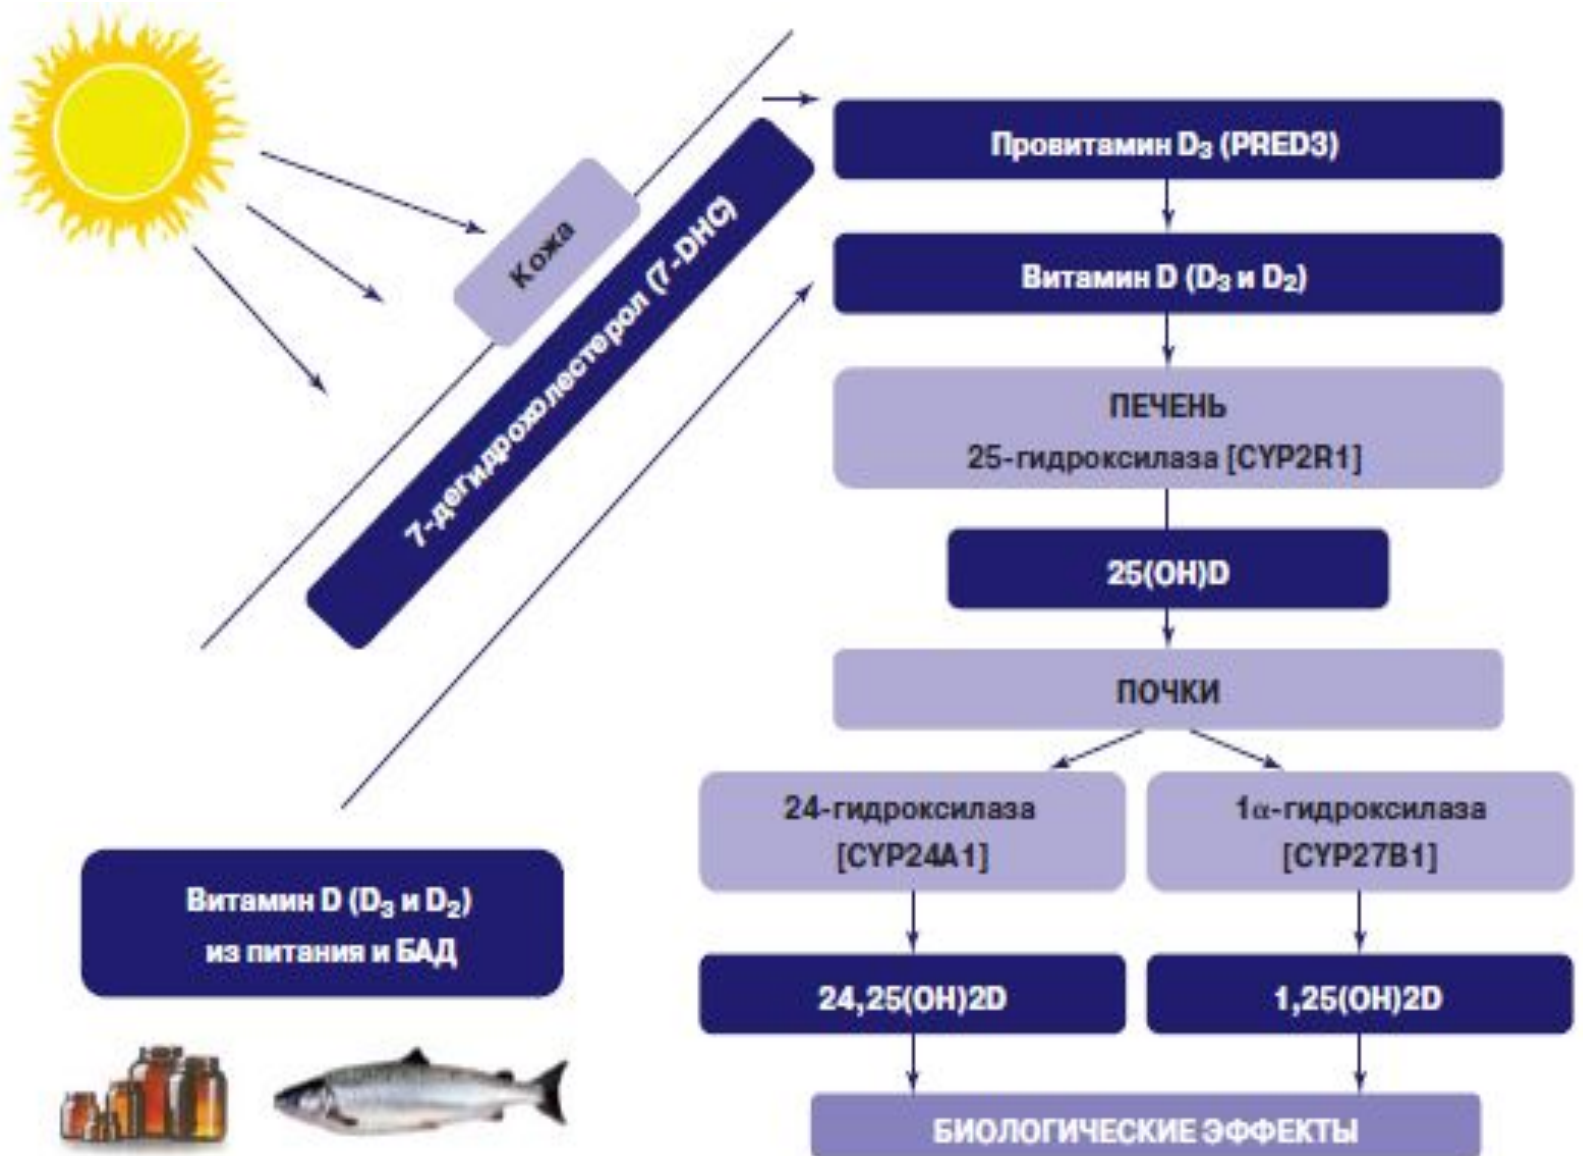 Кожа
7-дегидрохолестерол (7-DHC)
Провитамин D₃ (PRED3)
Витамин D (D₃ и D₂)
ПЕЧЕНЬ
25-гидроксилаза [CYP2R1]
25(OH)D
ПОЧКИ
24-гидроксилаза
[CYP24A1]
1α-гидроксилаза
[CYP27B1]
Витамин D (D₃ и D₂)
из питания и БАД
24,25(OH)2D
1,25(OH)2D
БИОЛОГИЧЕСКИЕ ЭФФЕКТЫ